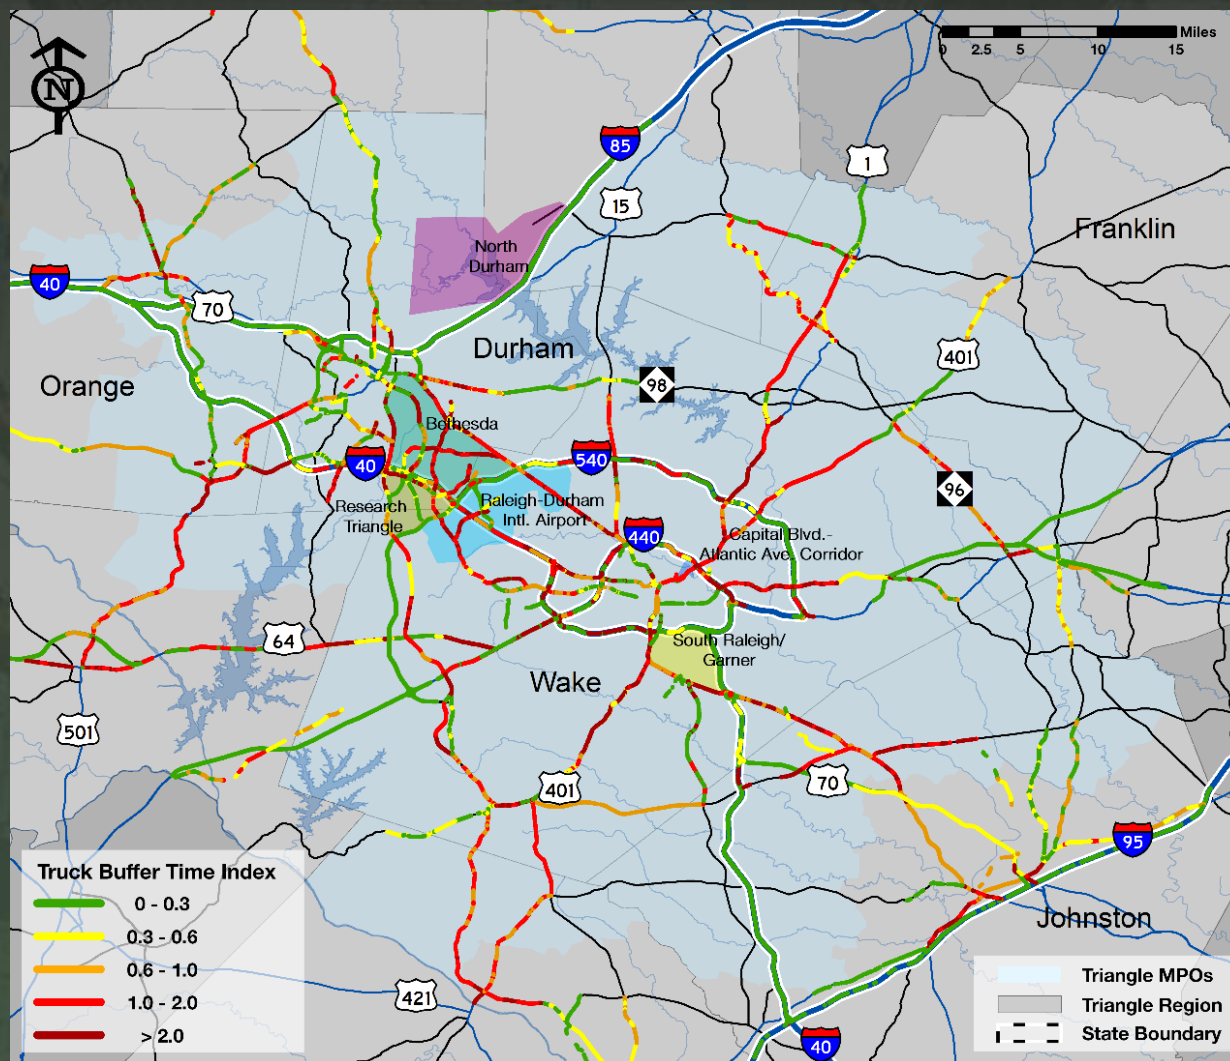 Miles
0 2.5 5 10 15
N
85
1
15
Franklin
North
Durham
40
70
Durham
401
Orange
98
Bethesda
540
40
96
Research
Triangle
Raleigh-Durham
Intl. Airport
440
Capital Blvd.-
Atlantic Ave. Corridor
64
South Raleigh/
Garner
Wake
501
401
70
95
Truck Buffer Time Index
0 - 0.3
0.3 - 0.6
0.6 - 1.0
1.0 - 2.0
> 2.0
Johnston
421
40
Triangle MPOs
Triangle Region
State Boundary